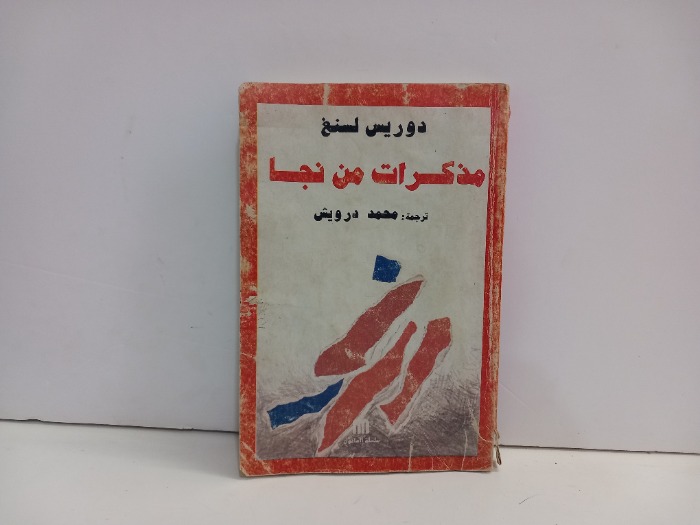 دوريس لسنغ
مذكرات من نجا
ترجمة: محمد درويش